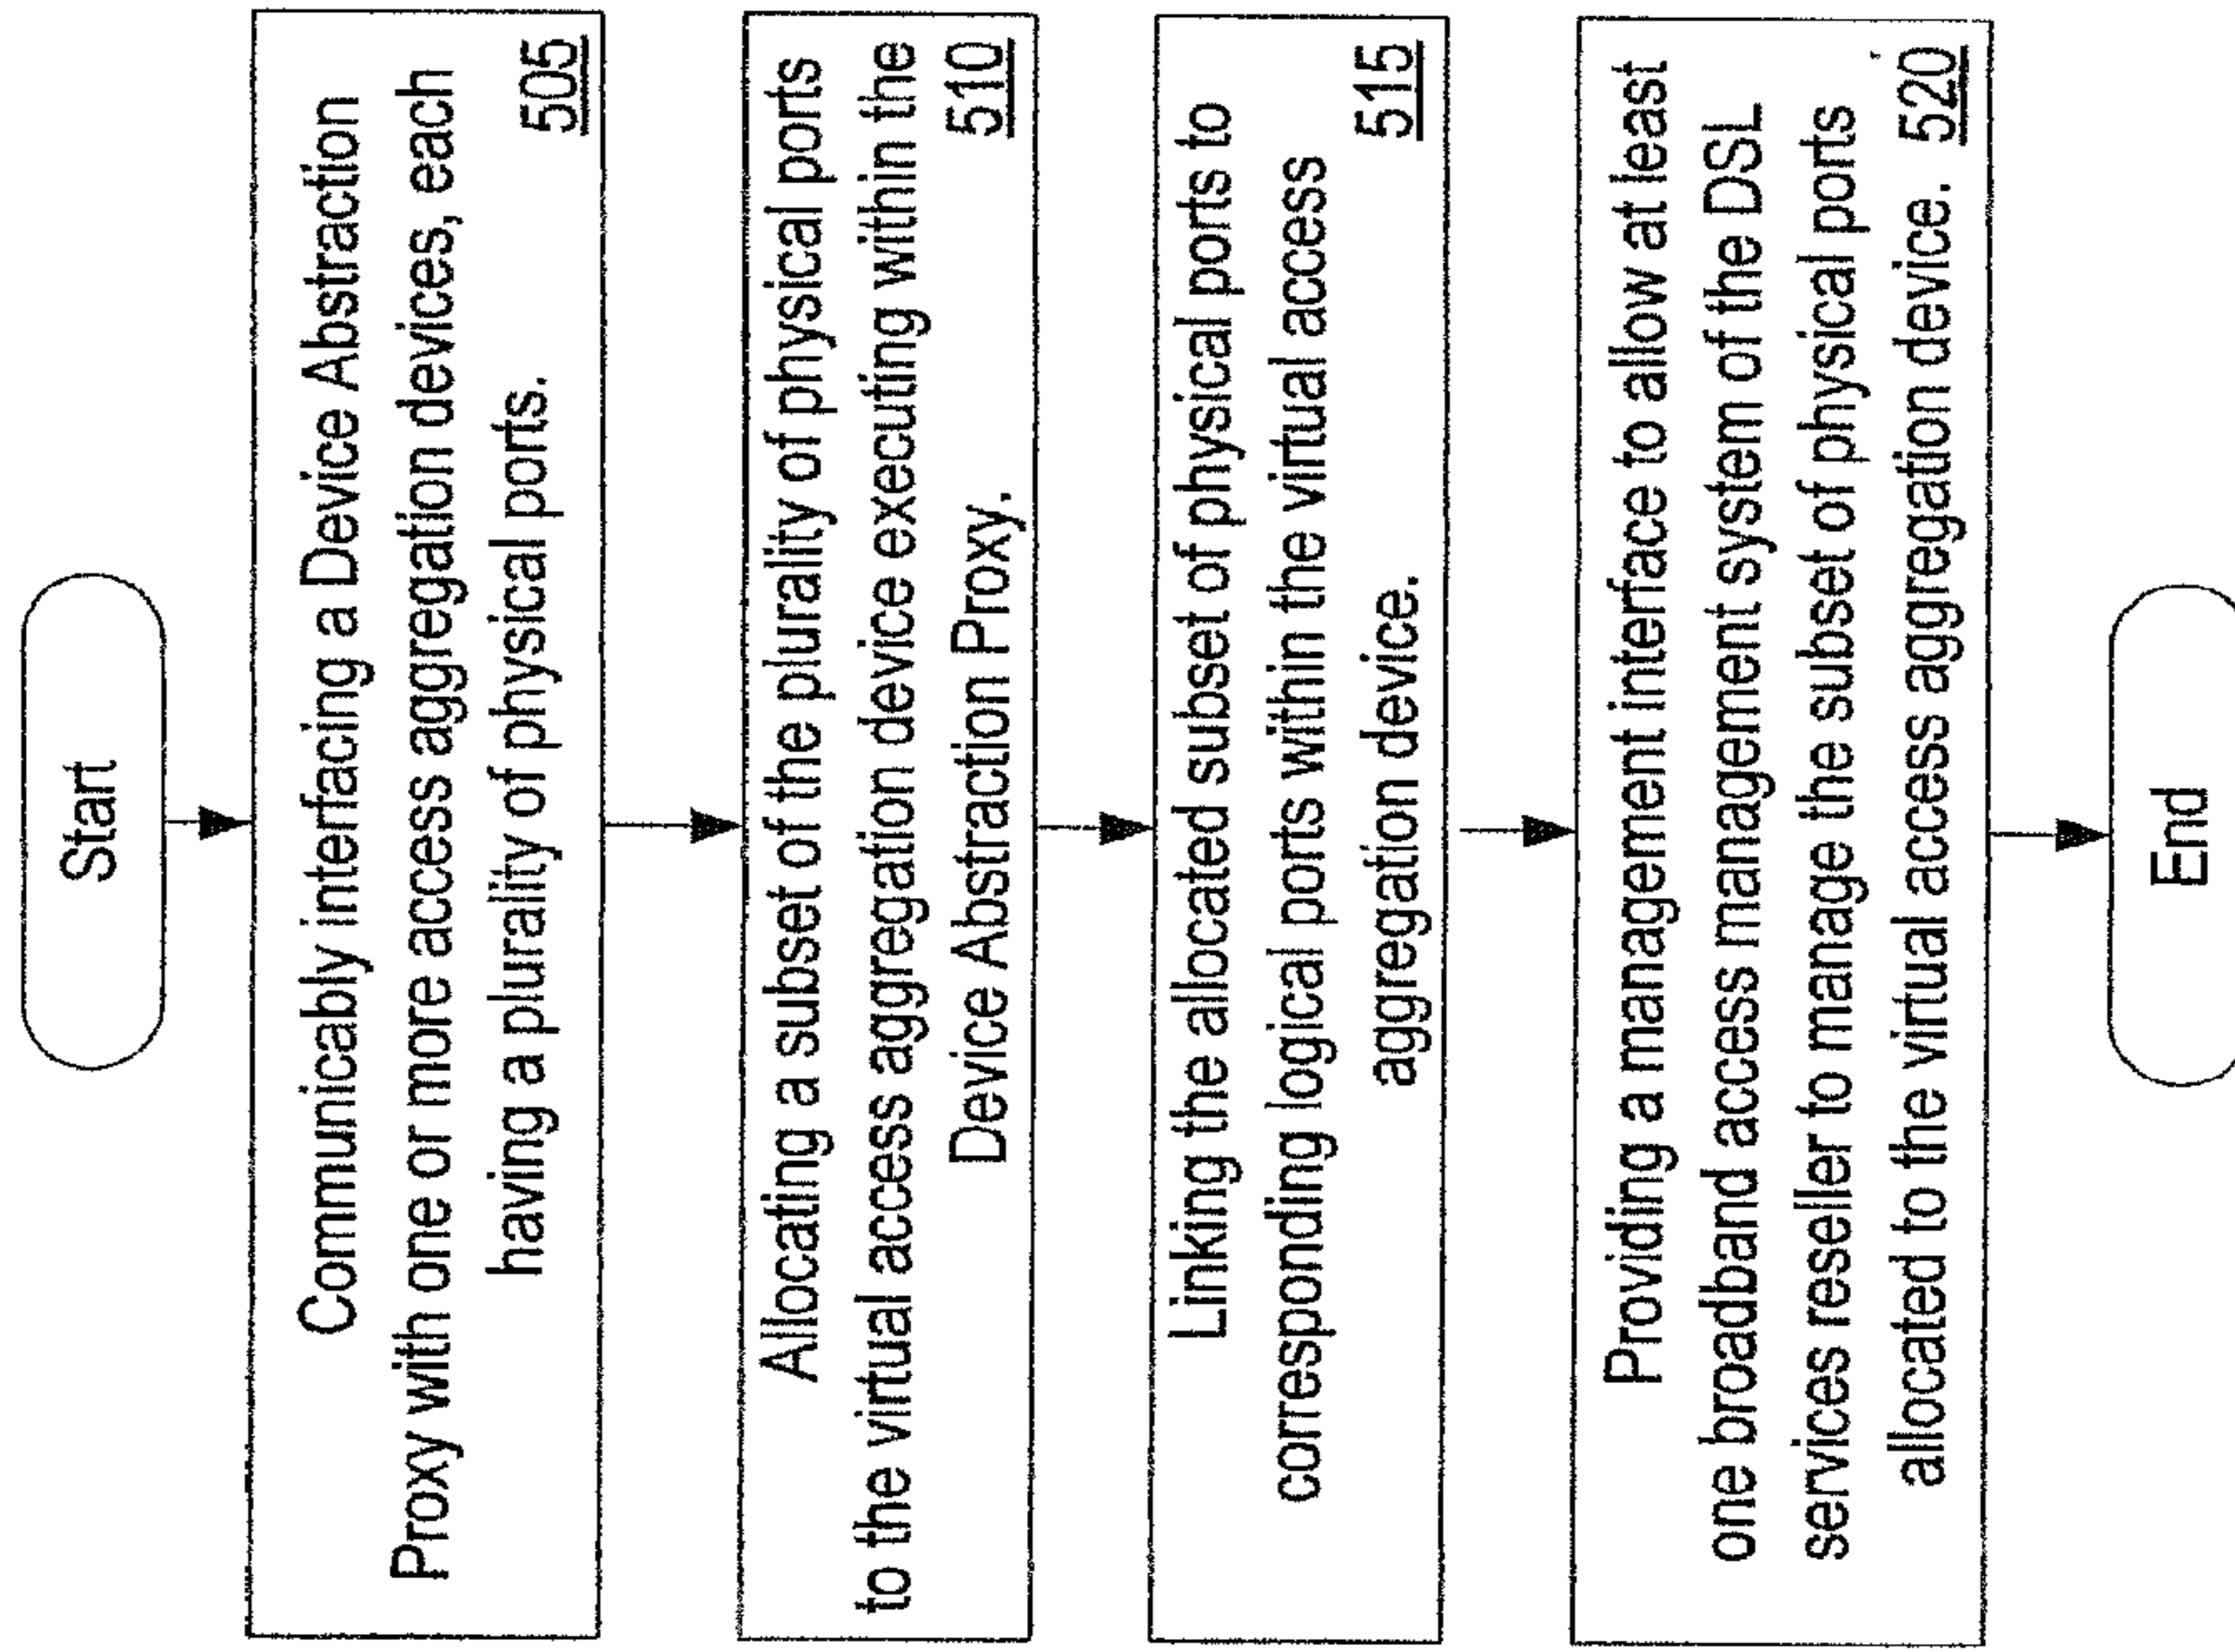 Start
Communicably interfacing a Device Abstraction
Proxy with one or more access aggregation devices, each
having a plurality of physical ports.
505
Allocating a subset of the plurality of physical ports
to the virtual access aggregation device executing within the
Device Abstraction Proxy.
510
Linking the allocated subset of physical ports to
corresponding logical ports within the virtual access
aggregation device.
515
Providing a management interface to allow at least
one broadband access management system of the DSL
services reseller to manage the subset of physical ports
allocated to the virtual access aggregation device. 520
End